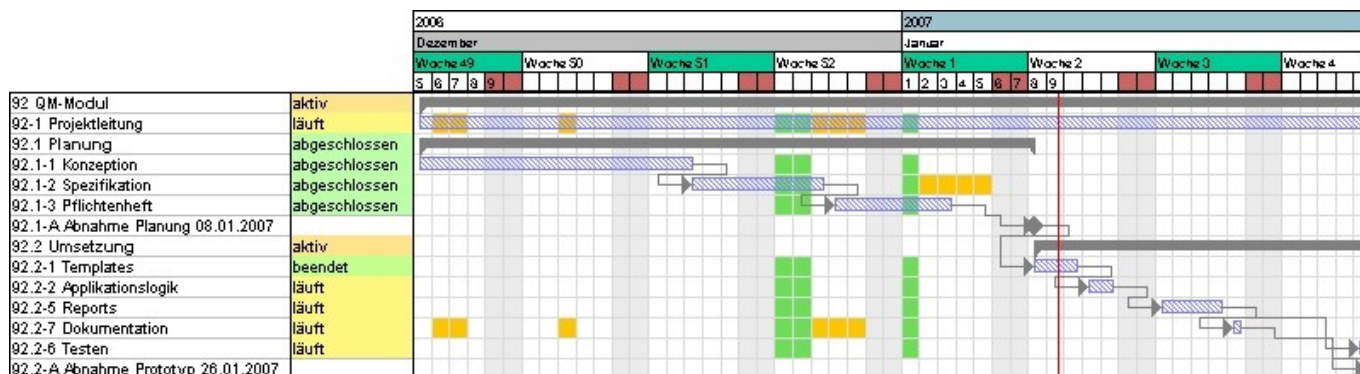 2006 2007
Dezember Januar
Woche 49 Woche 50 Woche 51 Woche 52 Woche 1 Woche 2 Woche 3 Woche 4
5 6 7 8 9 1 2 3 4 5 6 7 8 9
92 QM-Modul aktiv
92-1 Projektleitung läuft
92.1 Planung abgeschlossen
92.1-1 Konzeption abgeschlossen
92.1-2 Spezifikation abgeschlossen
92.1-3 Pflichtenheft abgeschlossen
92.1-A Abnahme Planung 08.01.2007
92.2 Umsetzung aktiv
92.2-1 Templates beendet
92.2-2 Applikationslogik läuft
92.2-5 Reports läuft
92.2-7 Dokumentation läuft
92.2-6 Testen läuft
92.2-A Abnahme Prototyp 26.01.2007